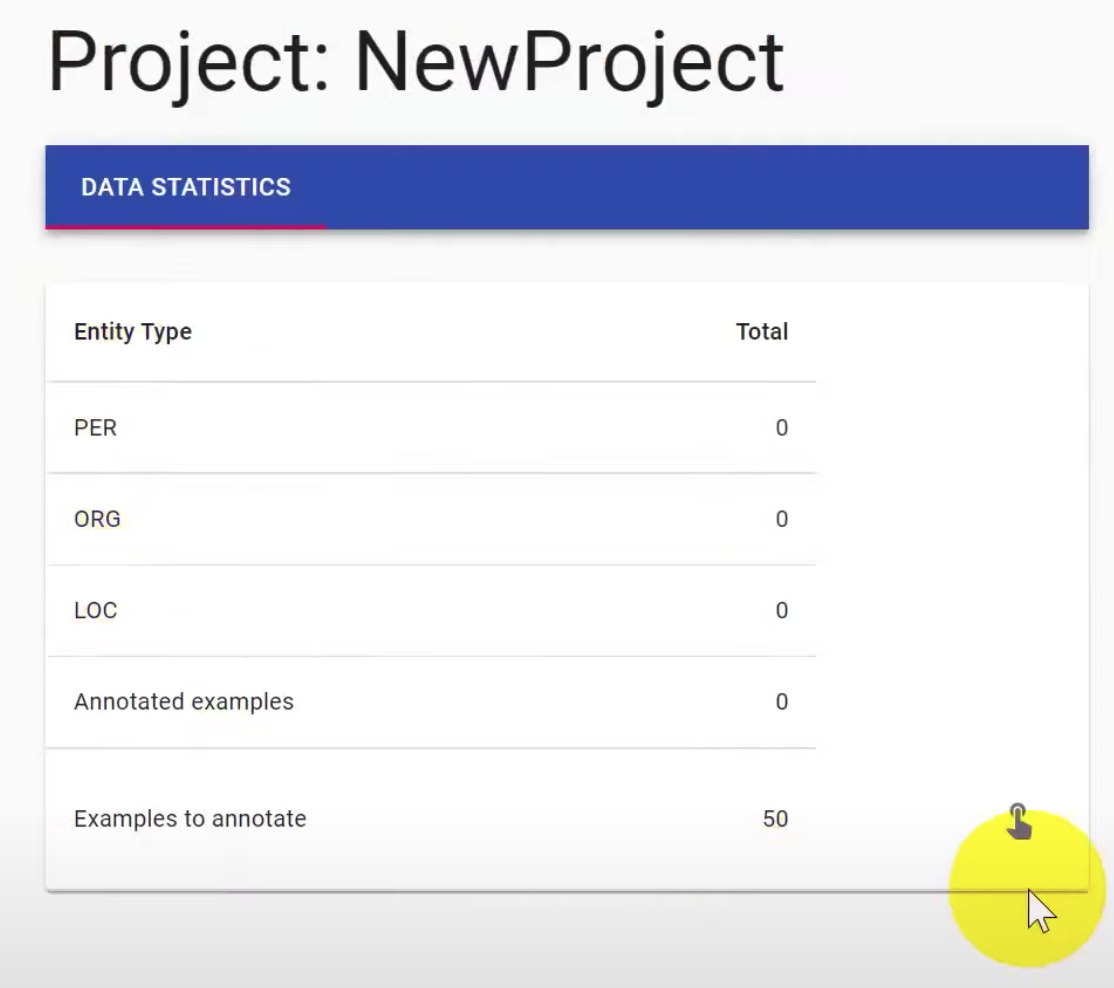 Project: NewProject
DATA STATISTICS
Entity Type Total
PER 0
ORG 0
LOC 0
Annotated examples 0
Examples to annotate 50